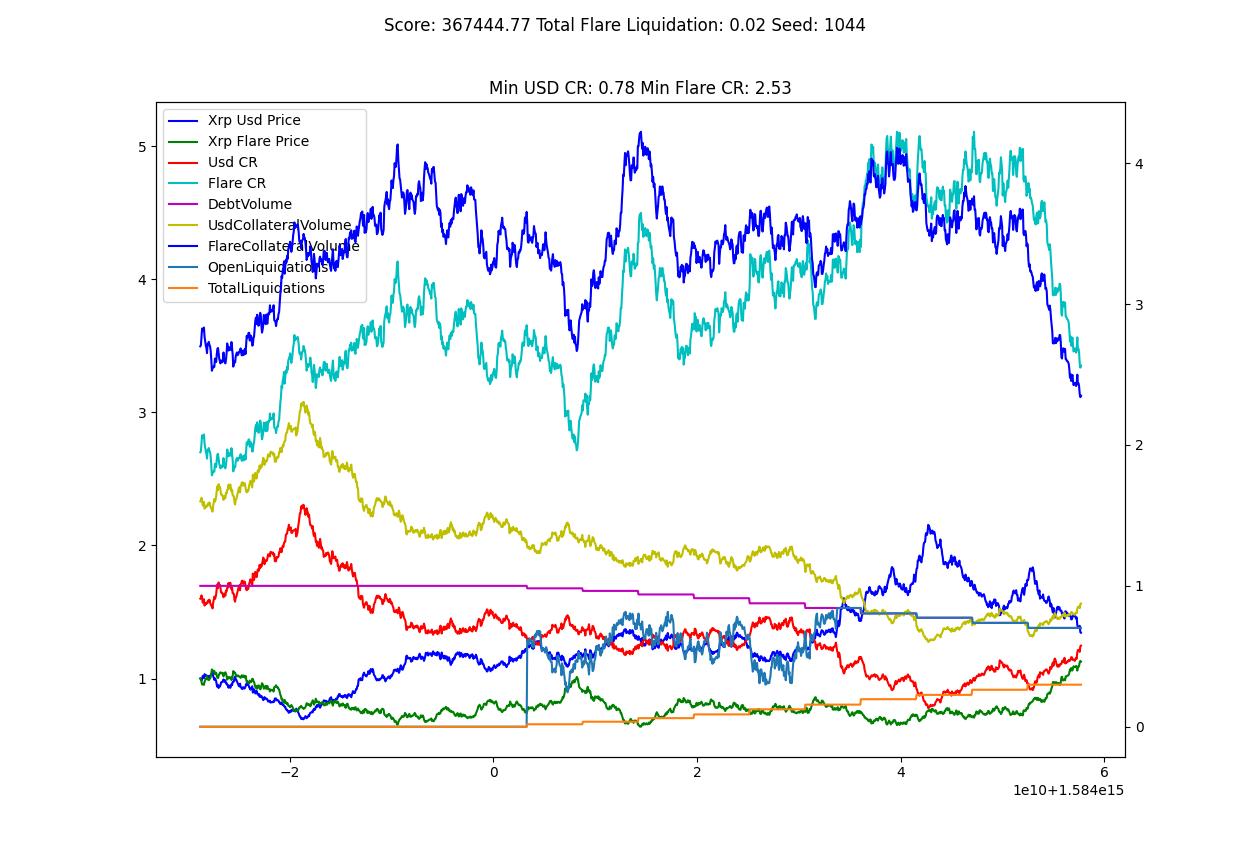 Score: 367444.77 Total Flare Liquidation: 0.02 Seed: 1044
Min USD CR: 0.78 Min Flare CR: 2.53
Xrp Usd Price
Xrp Flare Price
Usd CR
Flare CR
DebtVolume
UsdCollateralVolume
FlareCollateralVolume
OpenLiquidations
TotalLiquidations
5
4
3
2
1
4
3
2
1
0
−2 0 2 4 6
1e10+1.584e15